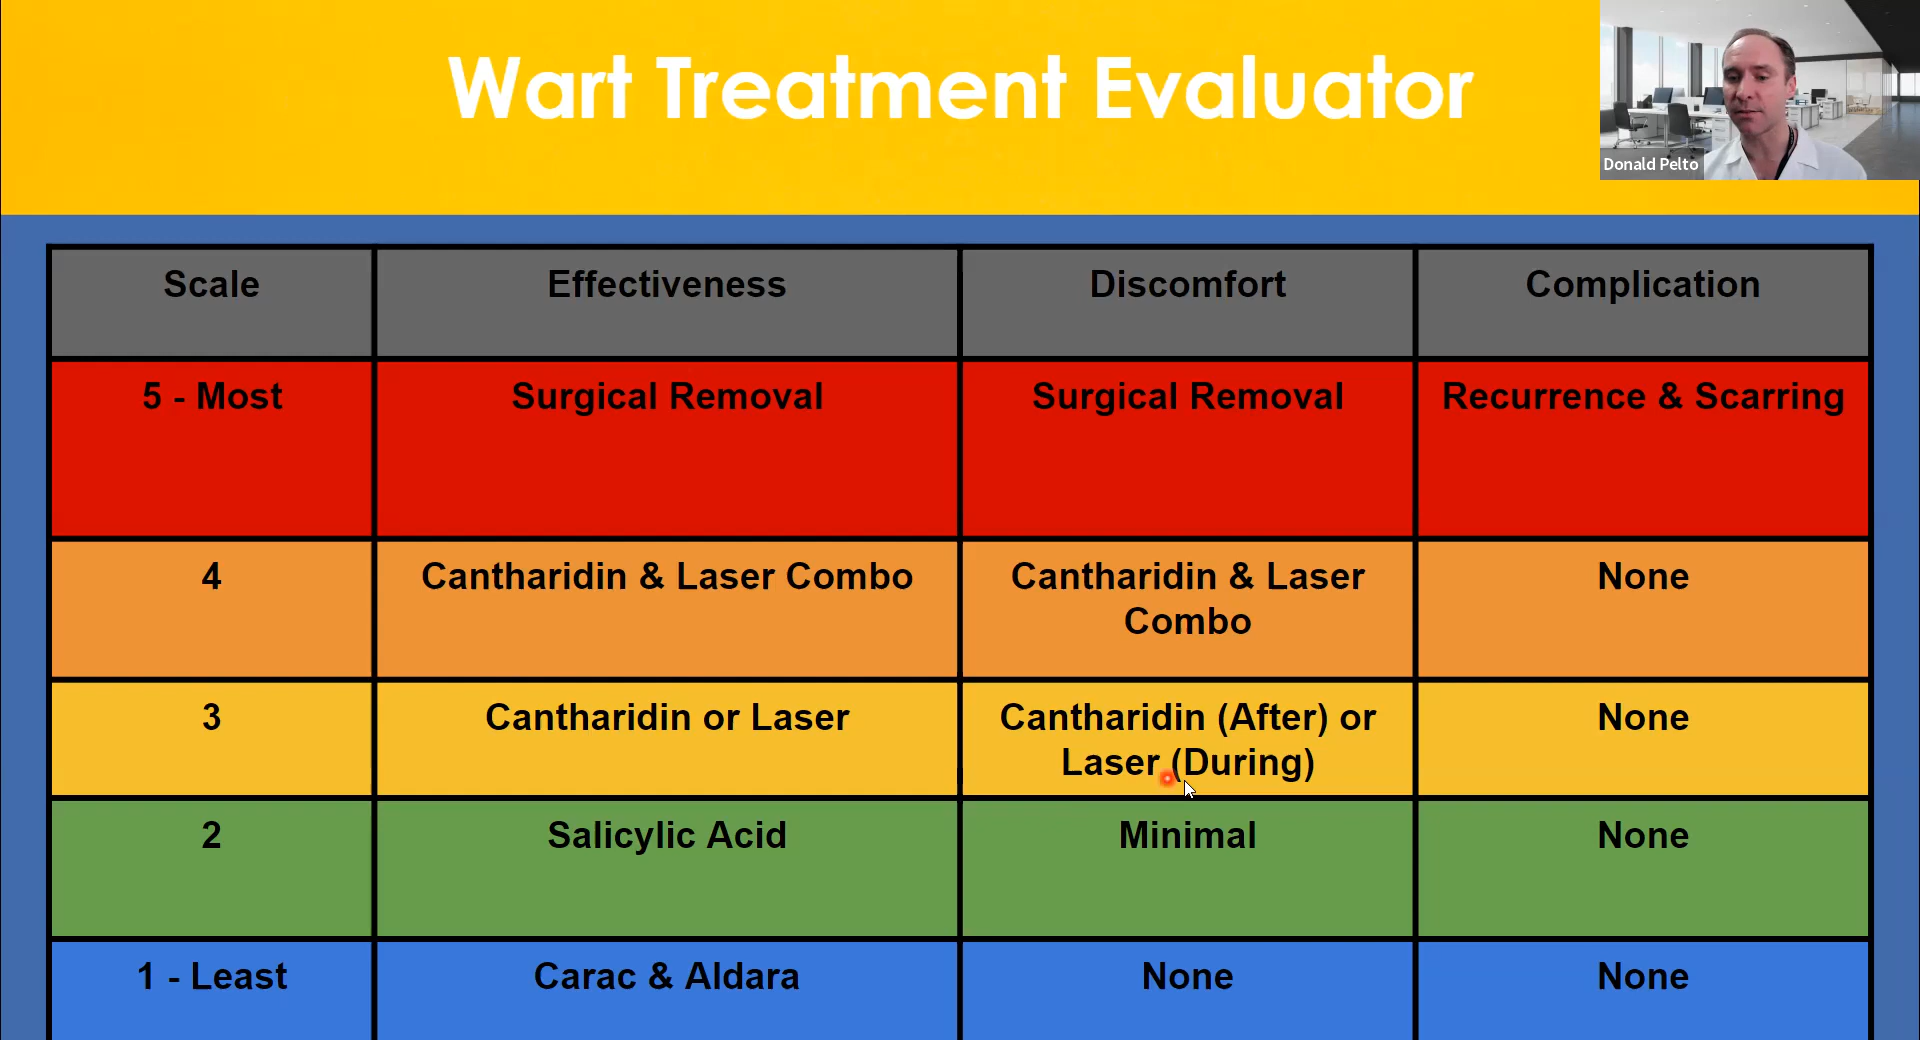 Wart Treatment Evaluator
Donald Pelto
Scale
Effectiveness
Discomfort
Complication
5 - Most
Surgical Removal
Surgical Removal
Recurrence & Scarring
4
Cantharidin & Laser Combo
Cantharidin & Laser
Combo
None
3
Cantharidin or Laser
Cantharidin (After) or
Laser (During)
None
2
Salicylic Acid
Minimal
None
1 - Least
Carac & Aldara
None
None